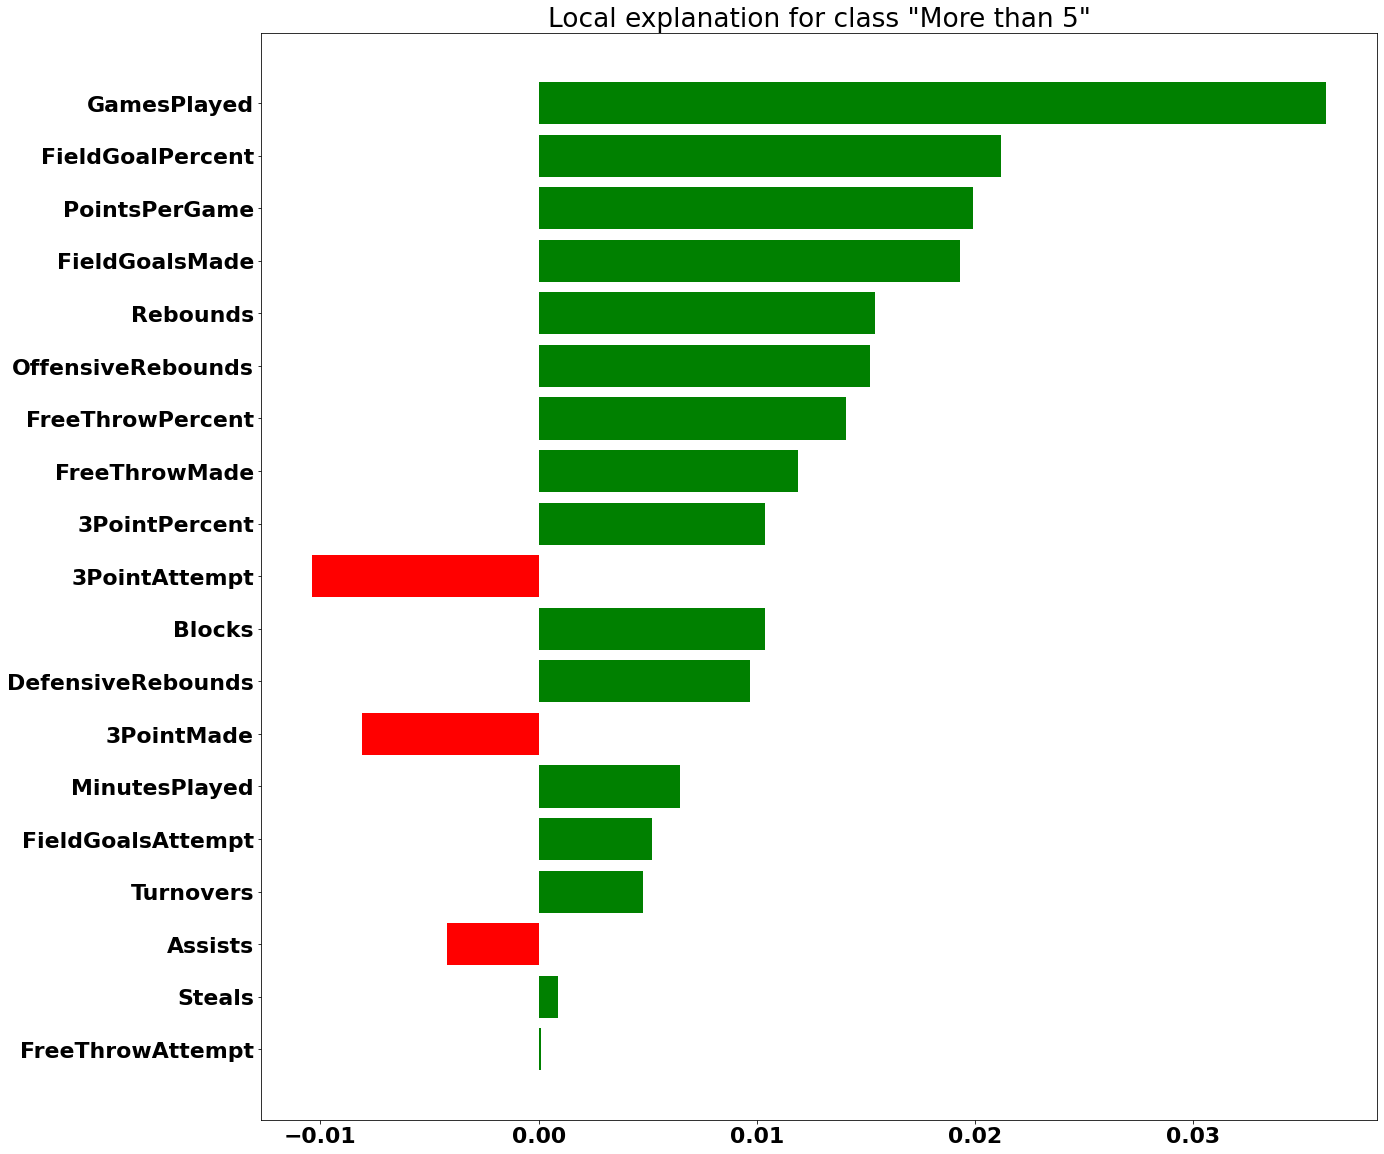 Local explanation for class "More than 5"
GamesPlayed
FieldGoalPercent
PointsPerGame
FieldGoalsMade
Rebounds
OffensiveRebounds
FreeThrowPercent
FreeThrowMade
3PointPercent
3PointAttempt
Blocks
DefensiveRebounds
3PointMade
MinutesPlayed
FieldGoalsAttempt
Turnovers
Assists
Steals
FreeThrowAttempt
−0.01 0.00 0.01 0.02 0.03